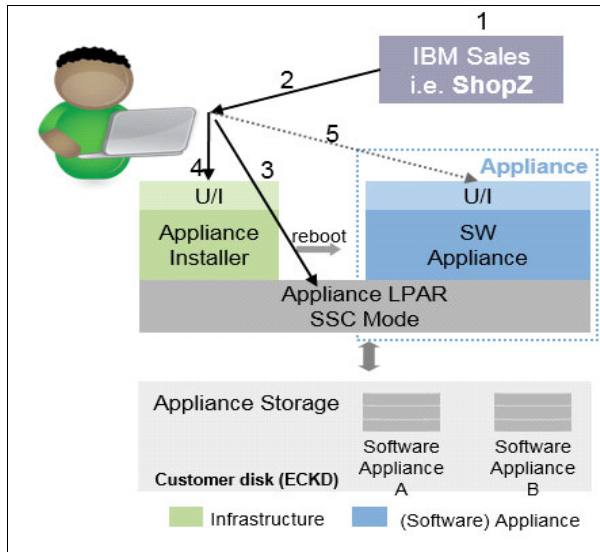 1
IBM Sales
i.e. ShopZ
2
5
Appliance
4
3
U/I
U/I
Appliance
Installer
reboot
SW
Appliance
Appliance LPAR
SSC Mode
Appliance Storage
Software
Appliance
A
Software
Appliance
B
Customer disk (ECKD)
Infrastructure
(Software) Appliance